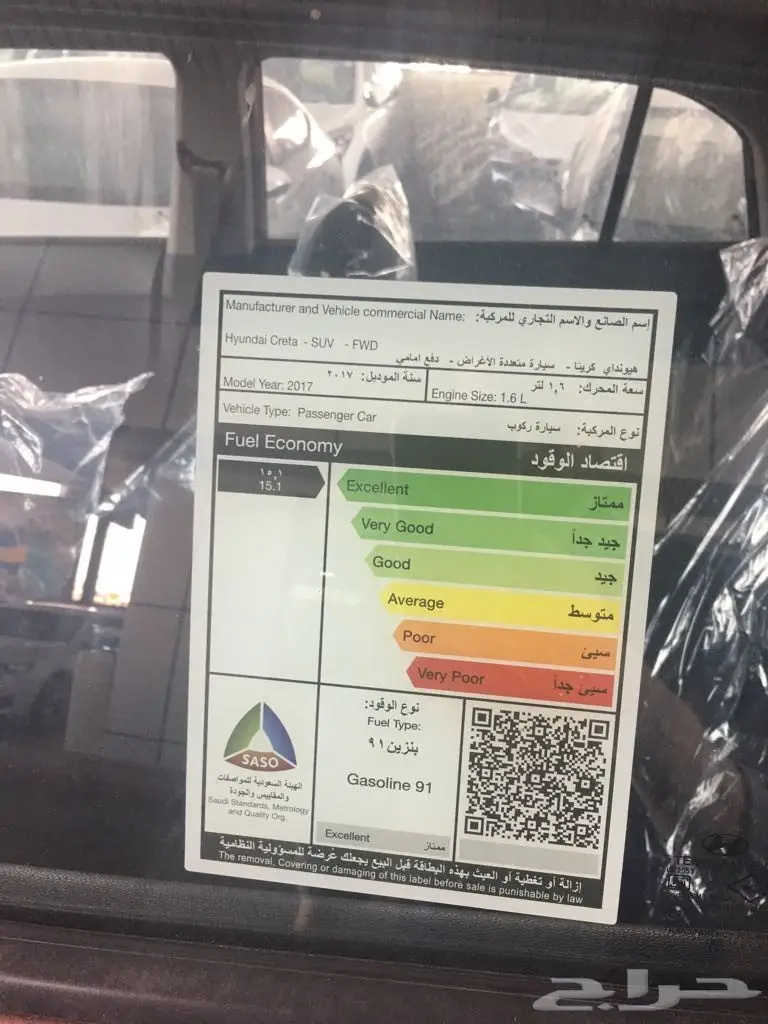 Manufacturer and Vehicle commercial Name: إسم الصانع والاسم التجاري للمركبة:
Hyundai Creta - SUV - FWD
هيونداي كريتا - سيارة متعددة الأغراض - دفع امامي
Model Year: 2017 سنة الموديل: ٢٠١٧
Engine Size: 1.6 L سعة المحرك: ١,٦ لتر
Vehicle Type: Passenger Car نوع المركبة: سيارة ركوب
Fuel Economy اقتصاد الوقود
١٥,١
15.1
Excellent ممتاز
Very Good جيد جداً
Good جيد
Average متوسط
Poor سيئ
Very Poor سيئ جداً
SASO
الهيئة السعودية للمواصفات
والمقاييس والجودة
Saudi Standards, Metrology
and Quality Org.
نوع الوقود:
Fuel Type:
بنزين ٩١
Gasoline 91
Excellent ممتاز
إزالة أو تغطية أو العبث بهذه البطاقة قبل البيع يجعلك عُرضة للمسؤولية النظامية
The removal, Covering or damaging of this label before sale is punishable by law
حراج